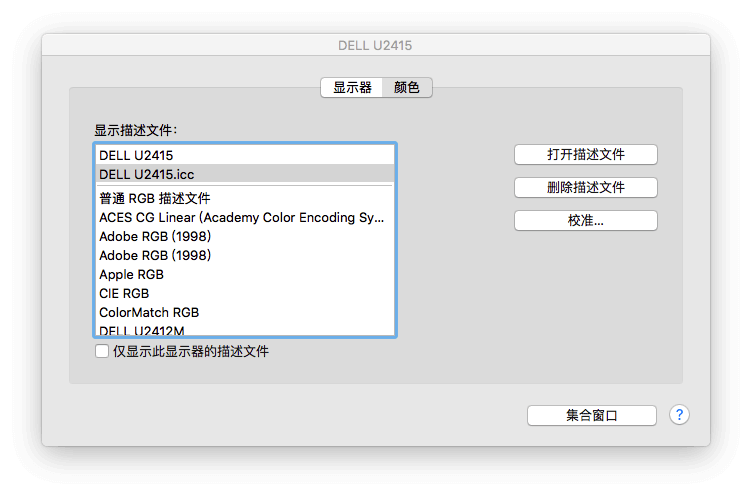 DELL U2415
显示器 颜色
显示描述文件：
DELL U2415
DELL U2415.icc
普通 RGB 描述文件
ACES CG Linear (Academy Color Encoding Sy...
Adobe RGB (1998)
Adobe RGB (1998)
Apple RGB
CIE RGB
ColorMatch RGB
DELL U2412M
仅显示此显示器的描述文件
打开描述文件
删除描述文件
校准...
集合窗口
?